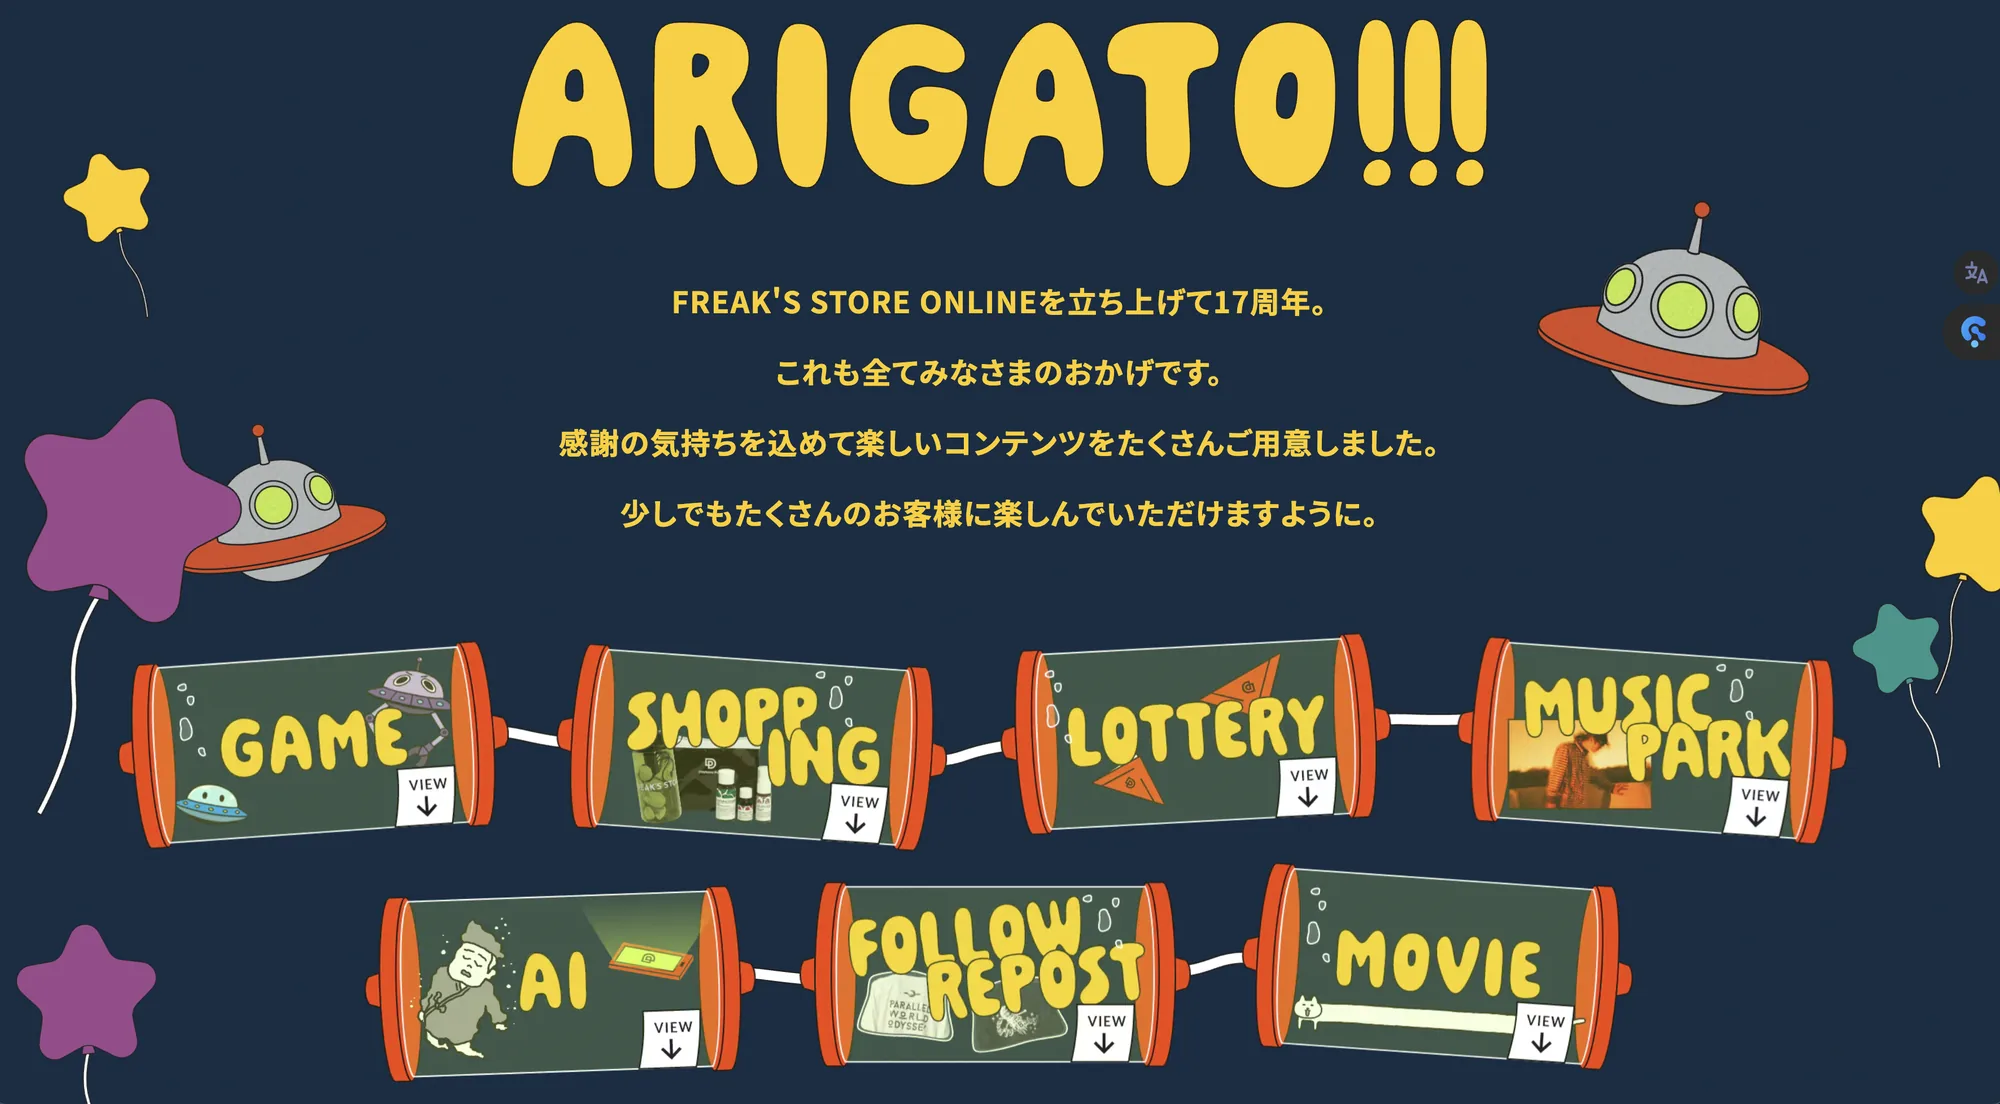 ARIGATO!!!
FREAK'S STORE ONLINEを立ち上げて17周年。
これも全てみなさまのおかげです。
感謝の気持ちを込めて楽しいコンテンツをたくさんご用意しました。
少しでもたくさんのお客様に楽しんでいただけますように。
GAME
VIEW
SHOPP
ING
VIEW
LOTTERY
VIEW
MUSIC
PARK
VIEW
AI
VIEW
FOLLOW
REPOST
PARALLEL
WORLD
ODYSSEY
VIEW
MOVIE
VIEW